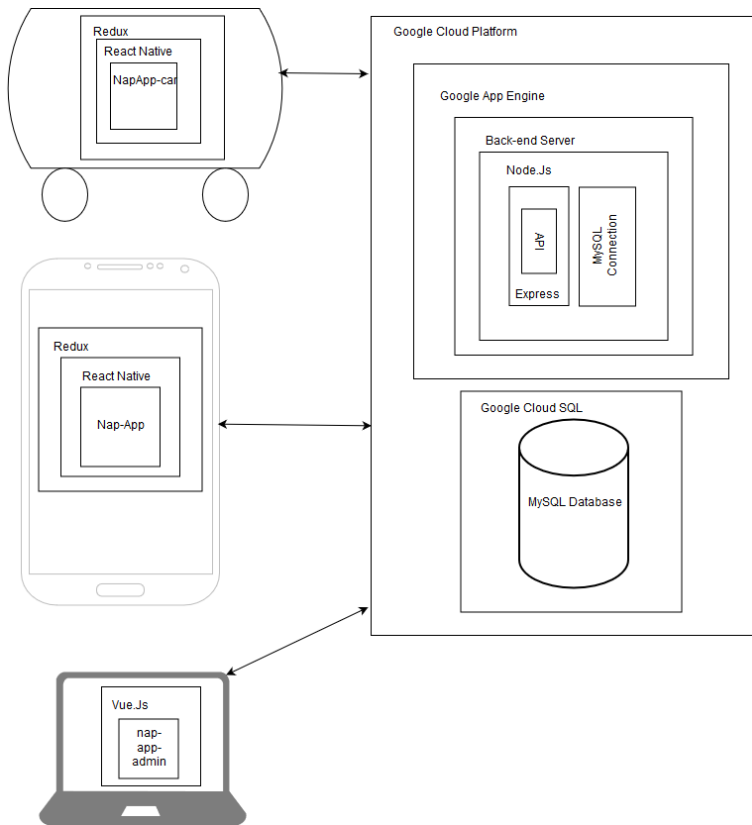 Redux
React Native
NapApp-car
Google Cloud Platform
Google App Engine
Back-end Server
Node.Js
API
Express
MySQL
Connection
Redux
React Native
Nap-App
Google Cloud SQL
MySQL Database
Vue.Js
nap-
app-
admin